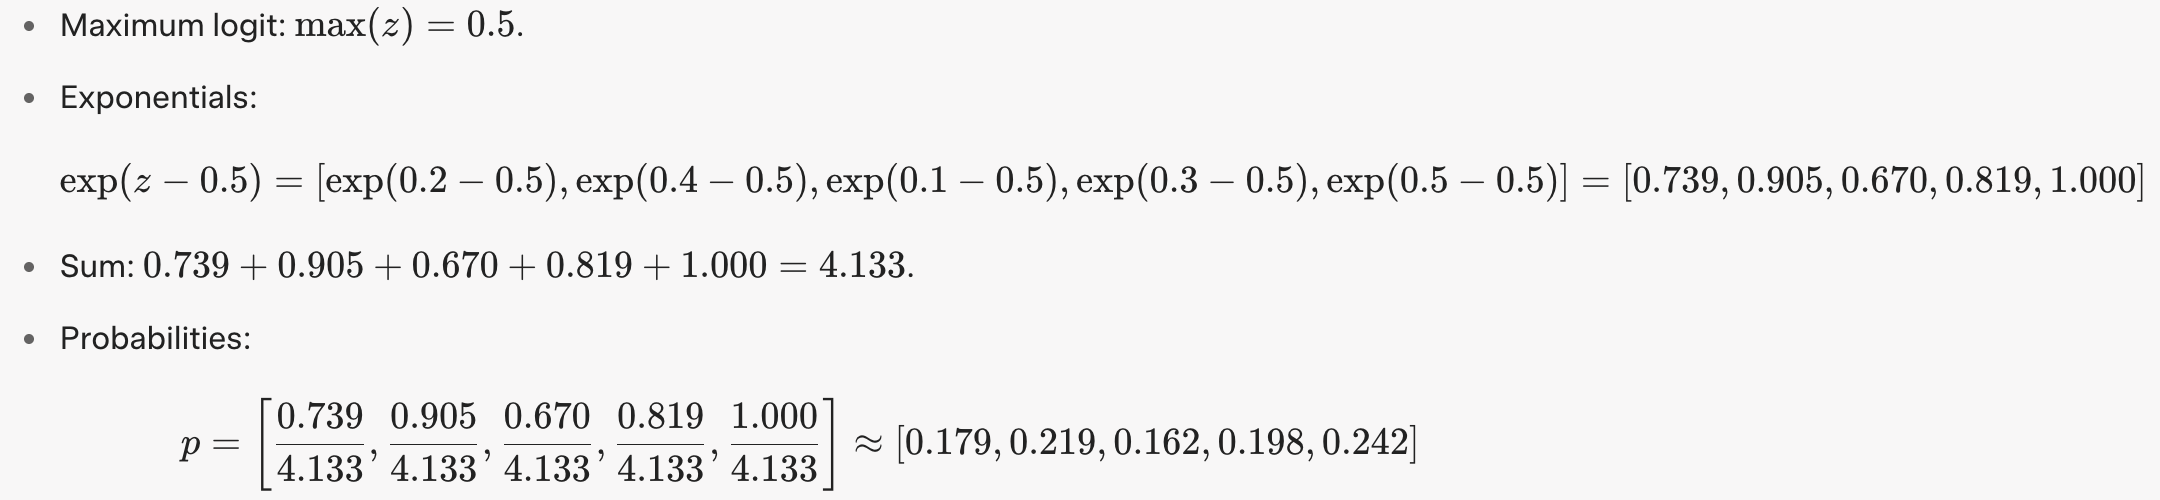 • Maximum logit: max(z) = 0.5.
• Exponentials:
exp(z − 0.5) = [exp(0.2 − 0.5), exp(0.4 − 0.5), exp(0.1 − 0.5), exp(0.3 − 0.5), exp(0.5 − 0.5)] = [0.739, 0.905, 0.670, 0.819, 1.000]
• Sum: 0.739 + 0.905 + 0.670 + 0.819 + 1.000 = 4.133.
• Probabilities:
p = [0.739/4.133, 0.905/4.133, 0.670/4.133, 0.819/4.133, 1.000/4.133] ≈ [0.179, 0.219, 0.162, 0.198, 0.242]